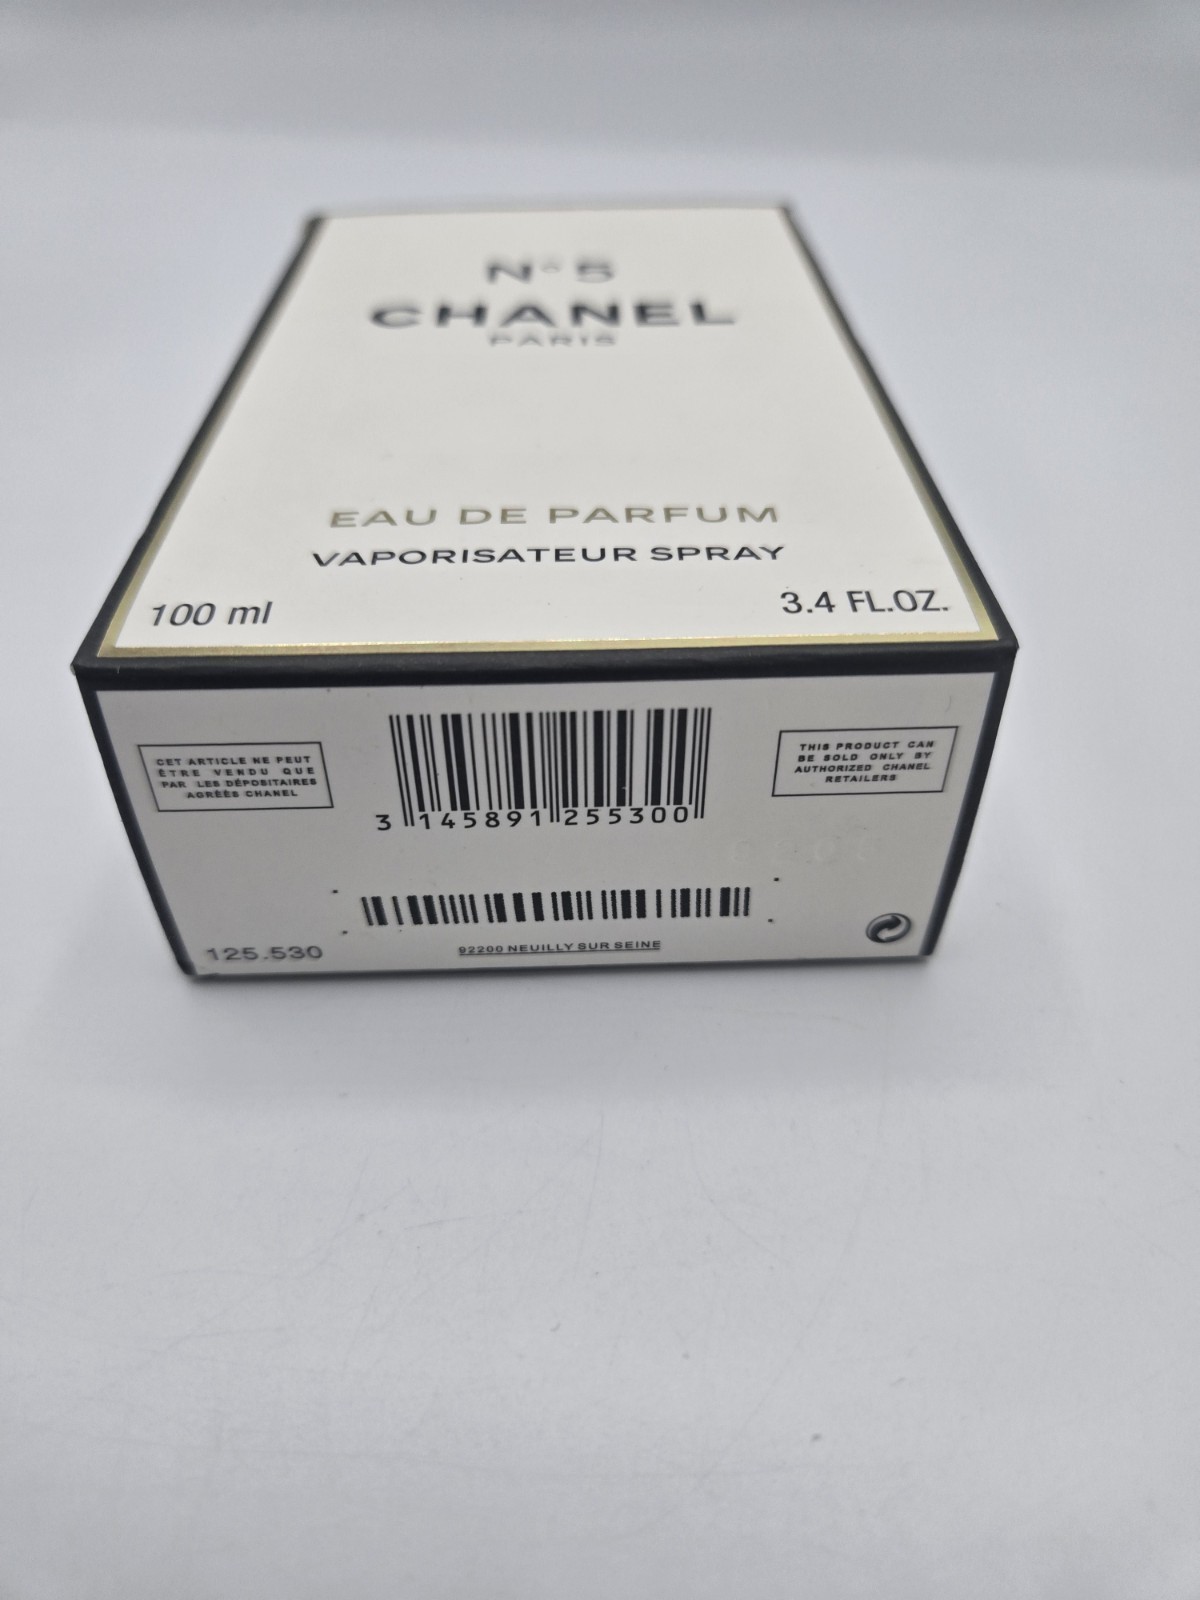 N°5
CHANEL
PARIS
EAU DE PARFUM
VAPORISATEUR SPRAY
100 ml
3.4 FL.OZ.
CET ARTICLE NE PEUT
ÊTRE VENDU QUE
PAR LES DÉPOSITAIRES
AGRÉÉS CHANEL
THIS PRODUCT CAN
BE SOLD ONLY BY
AUTHORIZED CHANEL
RETAILERS
3 145891 255300
125.530
92200 NEUILLY SUR SEINE